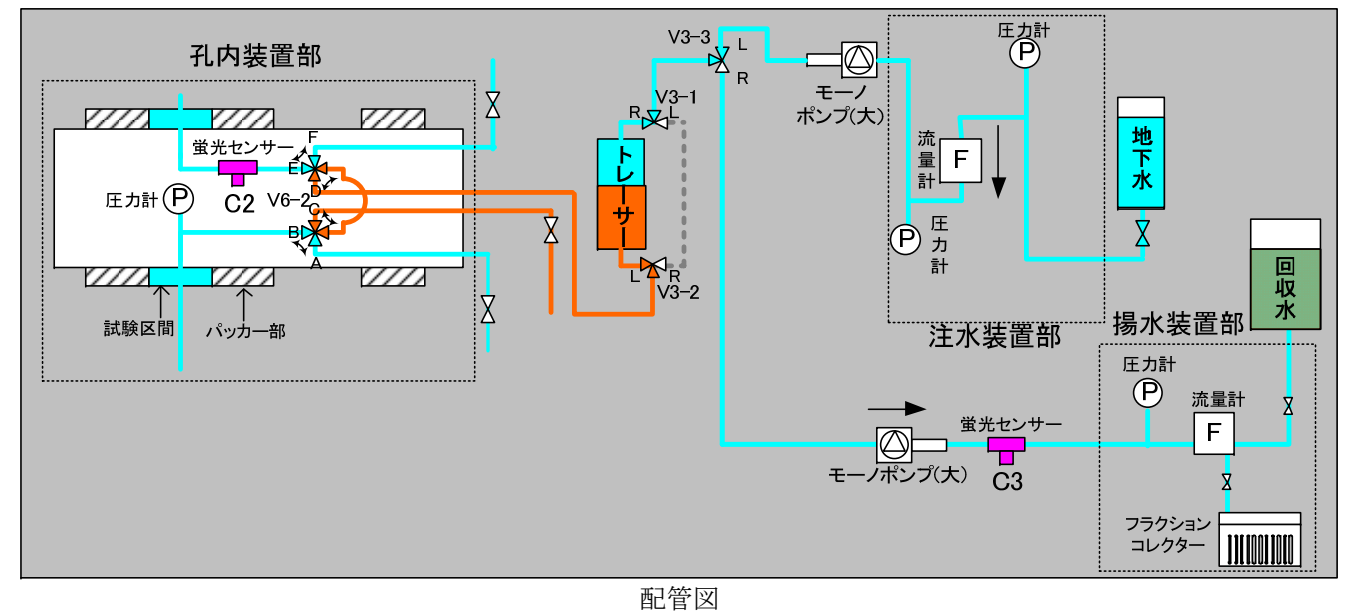 孔内装置部
蛍光センサー
C2
圧力計
P
V6-2
F
E
D
C
B
A
試験区間
パッカー部
V3-3
L
R
V3-1
R
L
トレーサー
L
R
V3-2
モーノ
ポンプ(大)
圧力計
P
流量計
F
P
圧力計
地下水
注水装置部
回収水
揚水装置部
圧力計
P
流量計
F
蛍光センサー
C3
モーノポンプ(大)
フラクション
コレクター
配管図